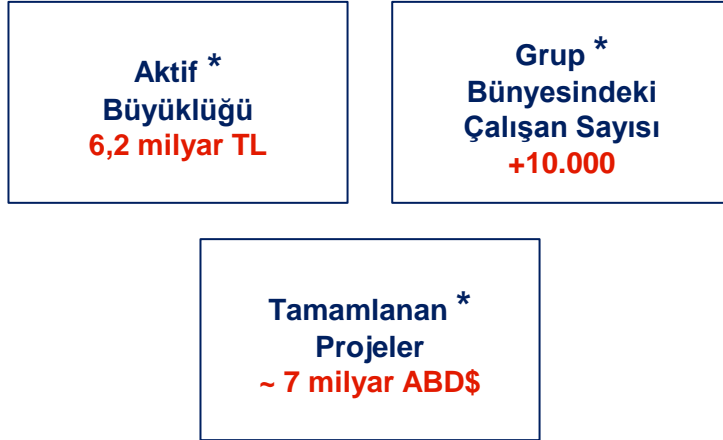 Aktif *
Büyüklüğü
6,2 milyar TL
Grup *
Bünyesindeki
Çalışan Sayısı
+10.000
Tamamlanan *
Projeler
~ 7 milyar ABD$